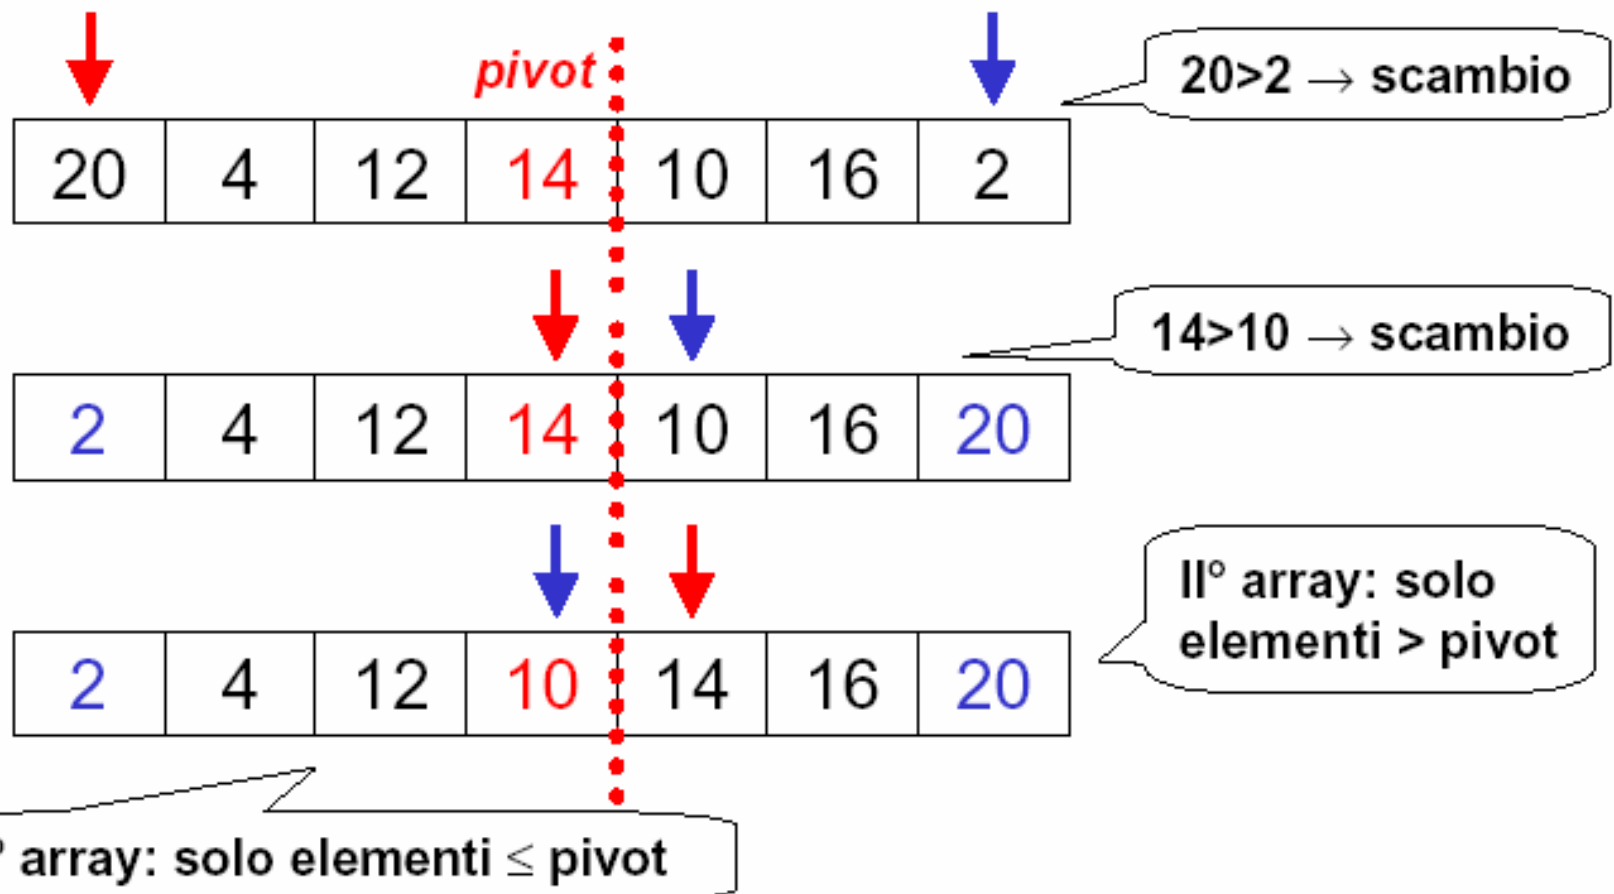 pivot
20>2 → scambio
20 4 12 14 10 16 2
14>10 → scambio
2 4 12 14 10 16 20
II° array: solo
elementi > pivot
2 4 12 10 14 16 20
° array: solo elementi ≤ pivot